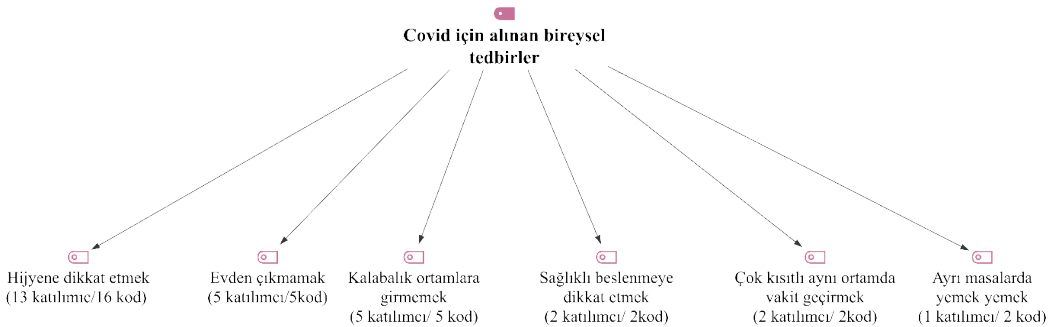 Covid için alınan bireysel
tedbirler
Hijyene dikkat etmek
(13 katılımcı/16 kod)
Evden çıkmamak
(5 katılımcı/5kod)
Kalabalık ortamlara
girmemek
(5 katılımcı/ 5 kod)
Sağlıklı beslenmeye
dikkat etmek
(2 katılımcı/ 2kod)
Çok kısıtlı aynı ortamda
vakit geçirmek
(2 katılımcı/ 2kod)
Ayrı masalarda
yemek yemek
(1 katılımcı/ 2 kod)